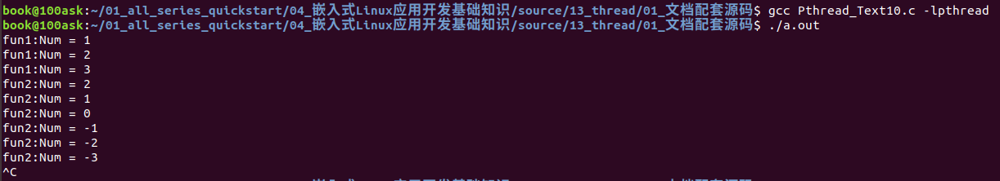 book@100ask:~/01_all_series_quickstart/04_嵌入式Linux应用开发基础知识/source/13_thread/01_文档配套源码$ gcc Pthread_Text10.c -lpthread
book@100ask:~/01_all_series_quickstart/04_嵌入式Linux应用开发基础知识/source/13_thread/01_文档配套源码$ ./a.out
fun1:Num = 1
fun1:Num = 2
fun1:Num = 3
fun2:Num = 2
fun2:Num = 1
fun2:Num = 0
fun2:Num = -1
fun2:Num = -2
fun2:Num = -3
^C